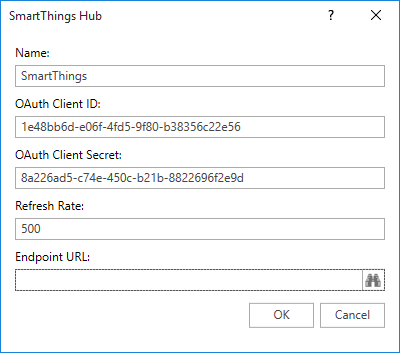 SmartThings Hub
?
Name:
SmartThings
OAuth Client ID:
1e48bb6d-e06f-4fd5-9f80-b38356c22e56
OAuth Client Secret:
8a226ad5-c74e-450c-b21b-8822696f2e9d
Refresh Rate:
500
Endpoint URL:
OK Cancel